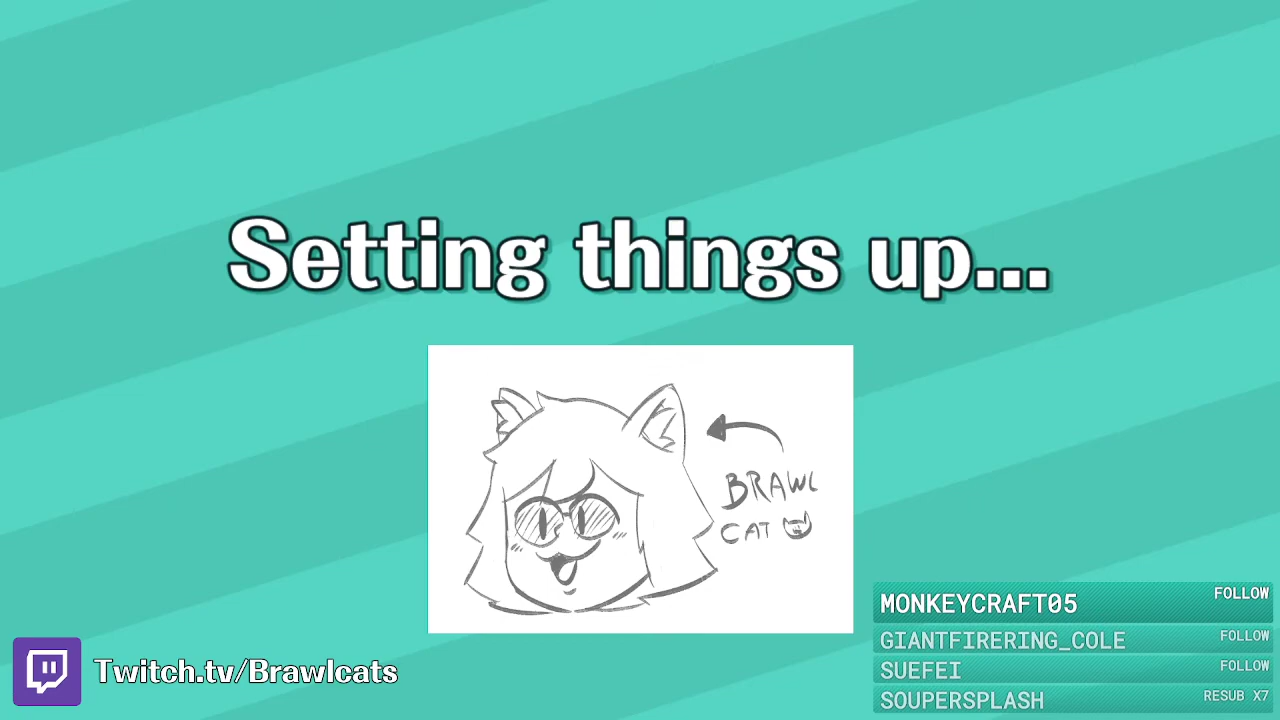 Setting things up...
BRAWL
CAT
MONKEYCRAFT05 FOLLOW
GIANTFIRERING_COLE FOLLOW
SUEFEI FOLLOW
SOUPERSPLASH RESUB X7
Twitch.tv/Brawlcats